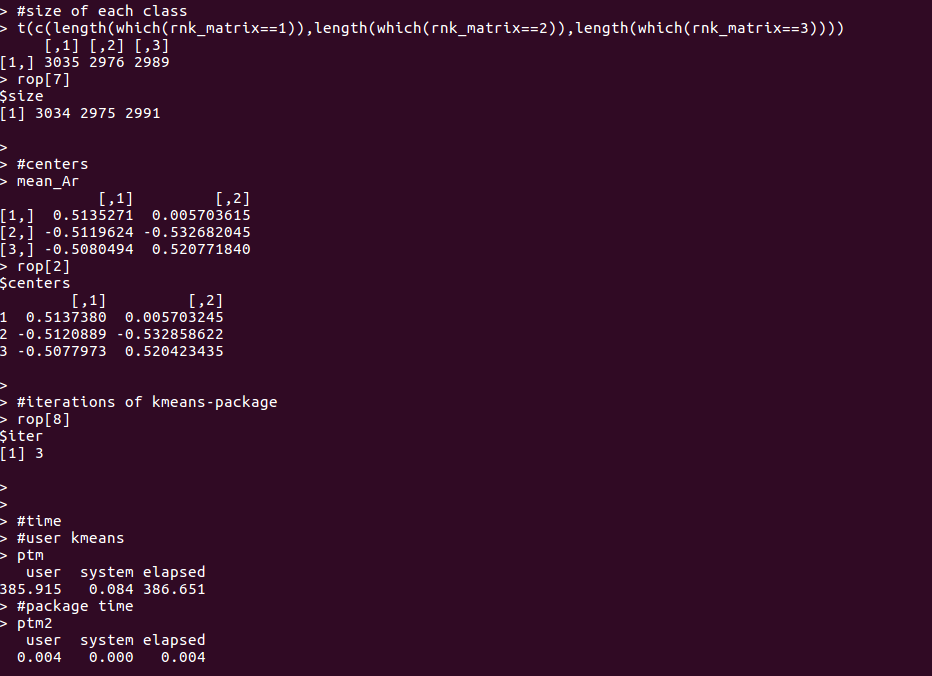 > #size of each class
> t(c(length(which(rnk_matrix==1)),length(which(rnk_matrix==2)),length(which(rnk_matrix==3))))
     [,1] [,2] [,3]
[1,] 3035 2976 2989
> rop[7]
$size
[1] 3034 2975 2991

>
> #centers
> mean_Ar
           [,1]         [,2]
[1,]  0.5135271  0.005703615
[2,] -0.5119624 -0.532682045
[3,] -0.5080494  0.520771840
> rop[2]
$centers
        [,1]         [,2]
1  0.5137380  0.005703245
2 -0.5120889 -0.532858622
3 -0.5077973  0.520423435

>
> #iterations of kmeans-package
> rop[8]
$iter
[1] 3

>
>
> #time
> #user kmeans
> ptm
   user  system elapsed
385.915   0.084 386.651
> #package time
> ptm2
   user  system elapsed
  0.004   0.000   0.004